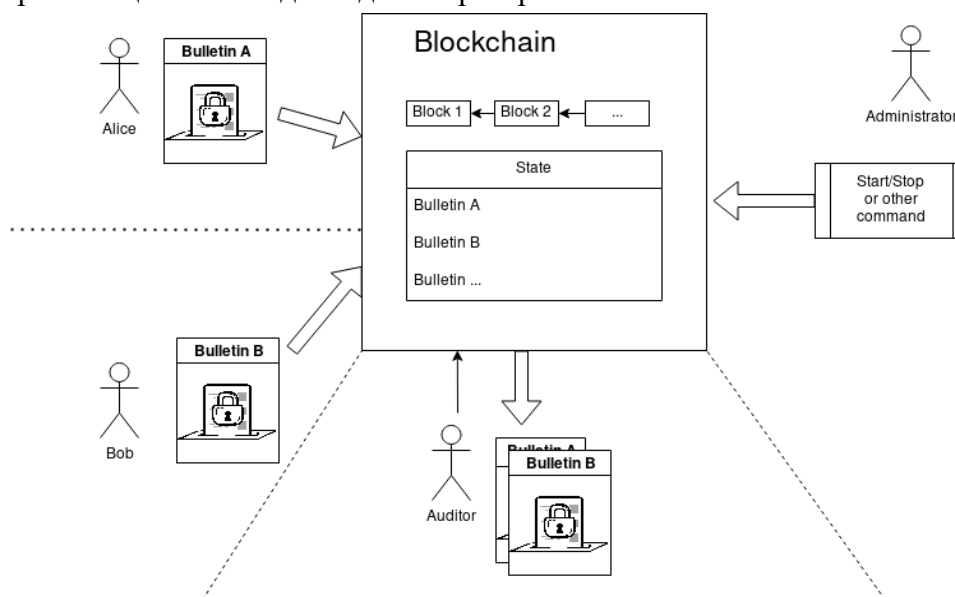 Bulletin A
Alice
Blockchain
Block 1
Block 2
...
State
Bulletin A
Bulletin B
Bulletin ...
Administrator
Start/Stop
or other
command
Bulletin B
Bob
Auditor
Bulletin A
Bulletin B